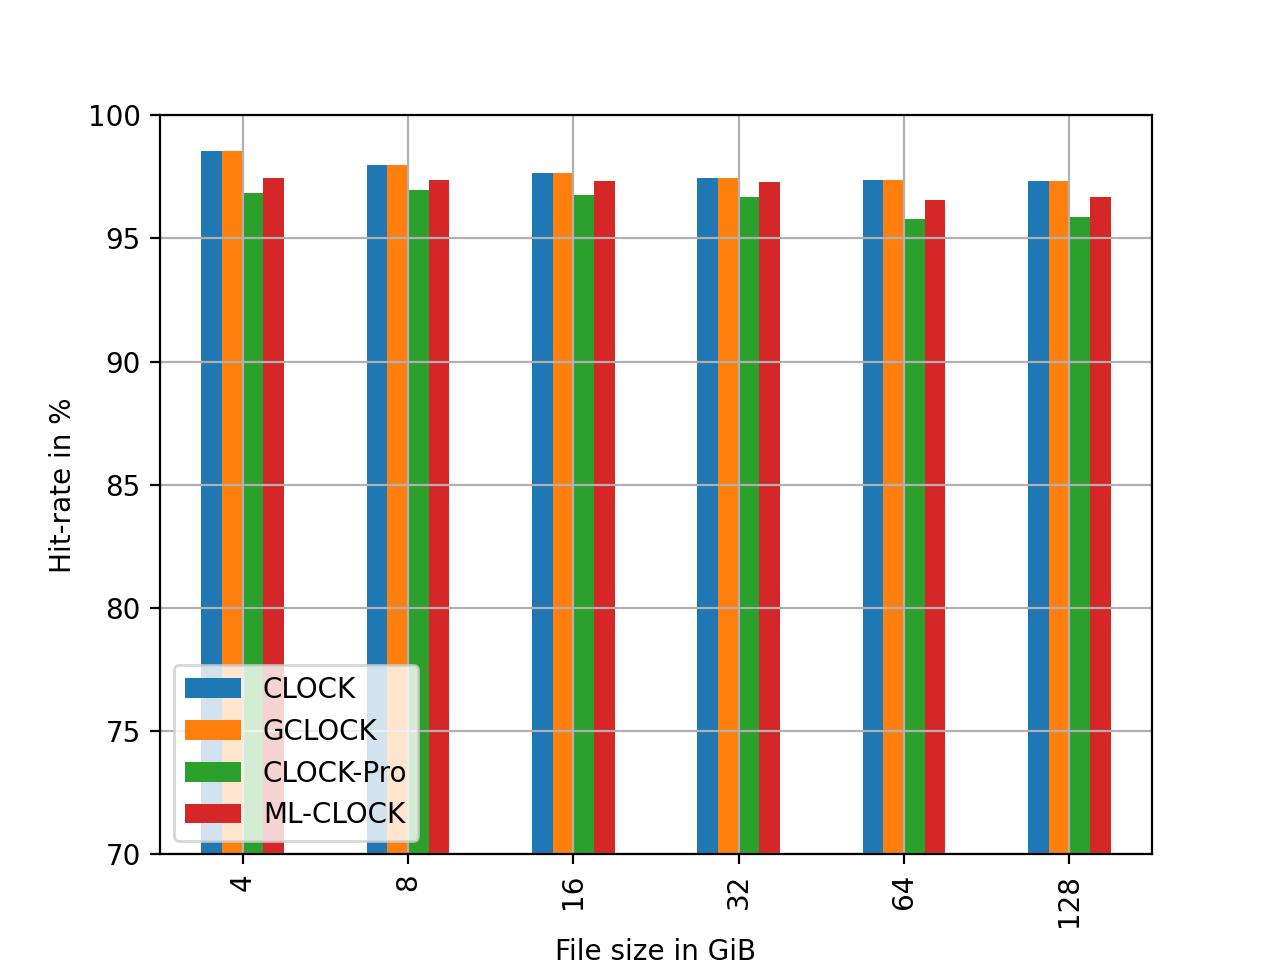 100
95
90
85
80
75
70
Hit-rate in %
CLOCK
GCLOCK
CLOCK-Pro
ML-CLOCK
4
8
16
32
64
128
File size in GiB